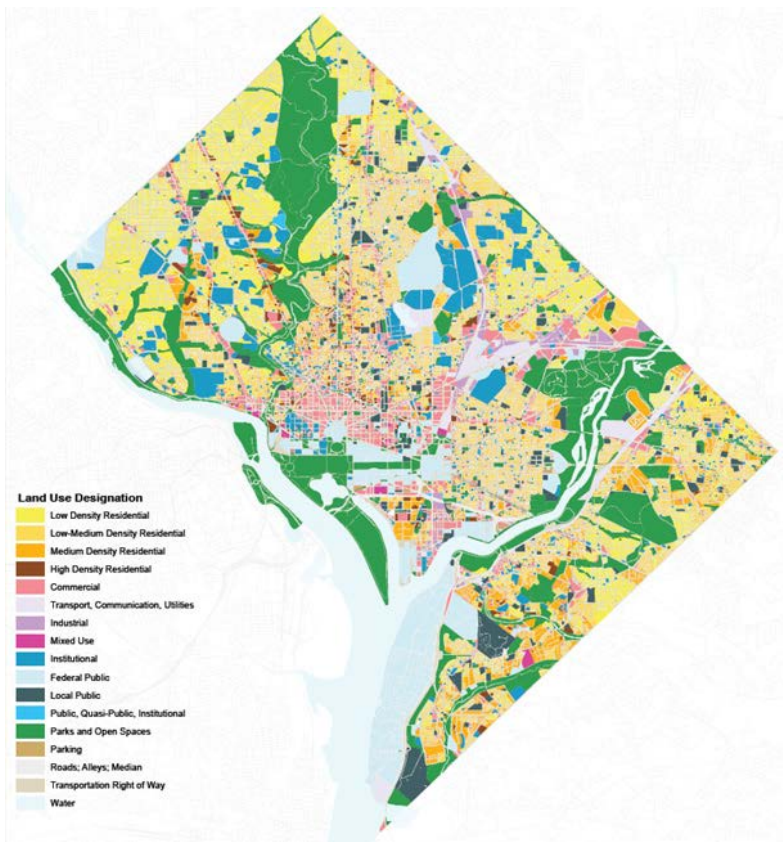 Land Use Designation
Low Density Residential
Low-Medium Density Residential
Medium Density Residential
High Density Residential
Commercial
Transport, Communication, Utilities
Industrial
Mixed Use
Institutional
Federal Public
Local Public
Public, Quasi-Public, Institutional
Parks and Open Spaces
Parking
Roads; Alleys; Median
Transportation Right of Way
Water